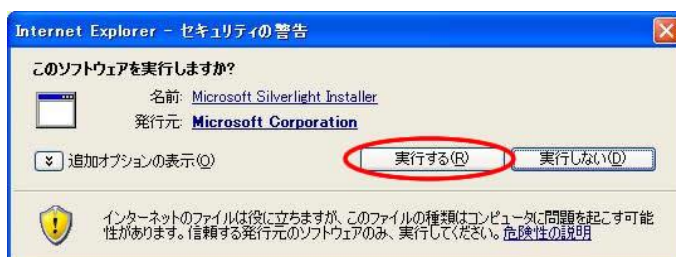 Internet Explorer - セキュリティの警告
このソフトウェアを実行しますか?
名前: Microsoft Silverlight Installer
発行元: Microsoft Corporation
追加オプションの表示(O)
実行する(R)
実行しない(D)
インターネットのファイルは役に立ちますが、このファイルの種類はコンピュータに問題を起こす可能
性があります。信頼する発行元のソフトウェアのみ、実行してください。危険性の説明